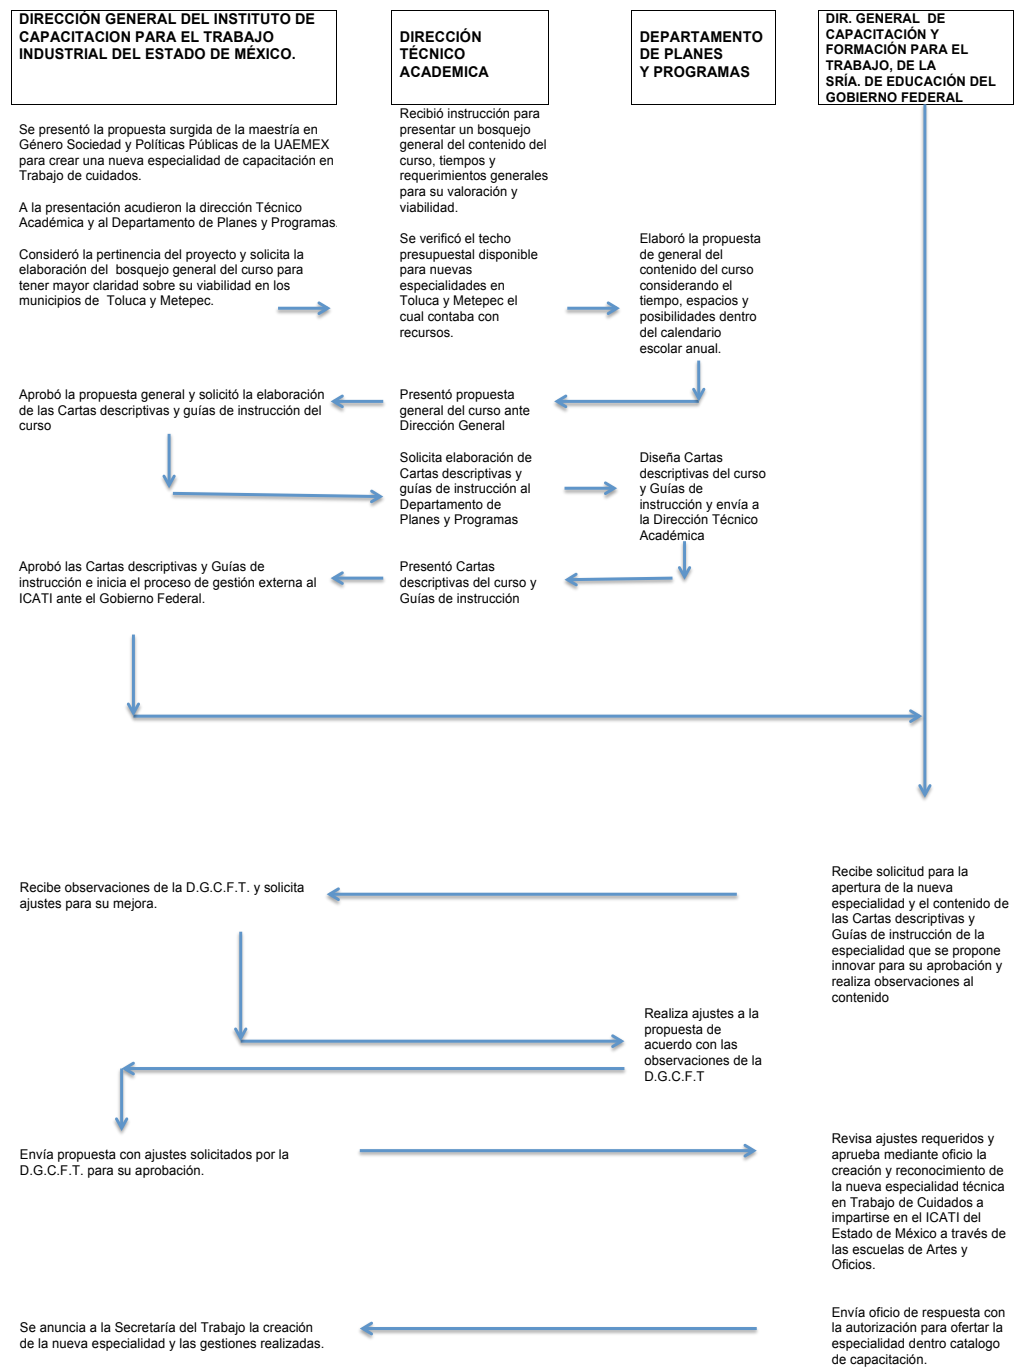 DIRECCIÓN GENERAL DEL INSTITUTO DE
CAPACITACION PARA EL TRABAJO
INDUSTRIAL DEL ESTADO DE MÉXICO.
DIRECCIÓN
TÉCNICO
ACADEMICA
DEPARTAMENTO
DE PLANES
Y PROGRAMAS
DIR. GENERAL DE
CAPACITACIÓN Y
FORMACIÓN PARA EL
TRABAJO, DE LA
SRÍA. DE EDUCACIÓN DEL
GOBIERNO FEDERAL
Se presentó la propuesta surgida de la maestría en
Género Sociedad y Políticas Públicas de la UAEMEX
para crear una nueva especialidad de capacitación en
Trabajo de cuidados.
A la presentación acudieron la dirección Técnico
Académica y al Departamento de Planes y Programas.
Consideró la pertinencia del proyecto y solicita la
elaboración del bosquejo general del curso para
tener mayor claridad sobre su viabilidad en los
municipios de Toluca y Metepec.
Recibió instrucción para
presentar un bosquejo
general del contenido del
curso, tiempos y
requerimientos generales
para su valoración y
viabilidad.
Se verificó el techo
presupuestal disponible
para nuevas
especialidades en
Toluca y Metepec el
cual contaba con
recursos.
Elaboró la propuesta
de general del
contenido del curso
considerando el
tiempo, espacios y
posibilidades dentro
del calendario
escolar anual.
Aprobó la propuesta general y solicitó la elaboración
de las Cartas descriptivas y guías de instrucción del
curso
Presentó propuesta
general del curso ante
Dirección General
Solicita elaboración de
Cartas descriptivas y
guías de instrucción al
Departamento de
Planes y Programas
Diseña Cartas
descriptivas del curso
y Guías de
instrucción y envía a
la Dirección Técnico
Académica
Aprobó las Cartas descriptivas y Guías de
instrucción e inicia el proceso de gestión externa al
ICATI ante el Gobierno Federal.
Presentó Cartas
descriptivas del curso y
Guías de instrucción
Recibe observaciones de la D.G.C.F.T. y solicita
ajustes para su mejora.
Recibe solicitud para la
apertura de la nueva
especialidad y el contenido de
las Cartas descriptivas y
Guías de instrucción de la
especialidad que se propone
innovar para su aprobación y
realiza observaciones al
contenido
Realiza ajustes a la
propuesta de
acuerdo con las
observaciones de la
D.G.C.F.T
Envía propuesta con ajustes solicitados por la
D.G.C.F.T. para su aprobación.
Revisa ajustes requeridos y
aprueba mediante oficio la
creación y reconocimiento de
la nueva especialidad técnica
en Trabajo de Cuidados a
impartirse en el ICATI del
Estado de México a través de
las escuelas de Artes y
Oficios.
Se anuncia a la Secretaría del Trabajo la creación
de la nueva especialidad y las gestiones realizadas.
Envía oficio de respuesta con
la autorización para ofertar la
especialidad dentro catalogo
de capacitación.